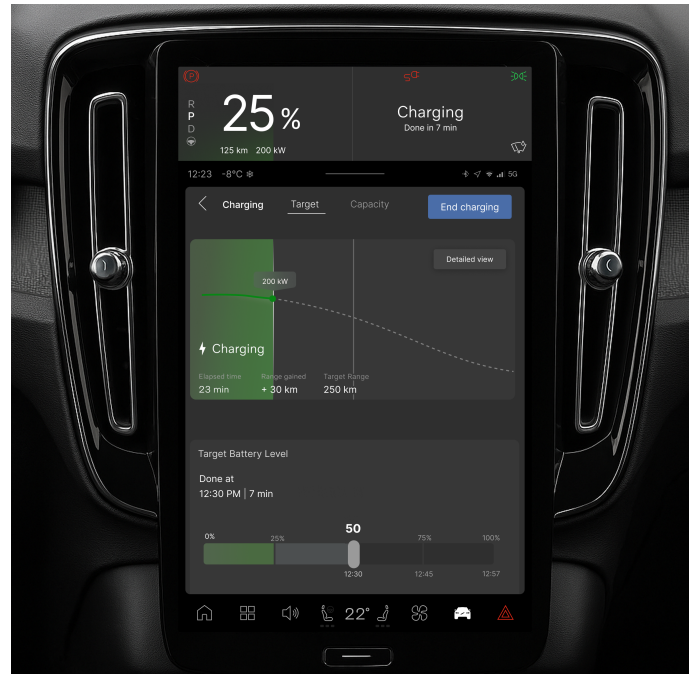 P
5
R
P
D
25 %
125 km 200 kW
Charging
Done in 7 min
12:23 -8°C
5G
Charging Target Capacity End charging
Detailed view
200 kW
Charging
Elapsed time Range gained Target Range
23 min + 30 km 250 km
Target Battery Level
Done at
12:30 PM | 7 min
50
0% 25% 75% 100%
12:30 12:45 12:57
22°